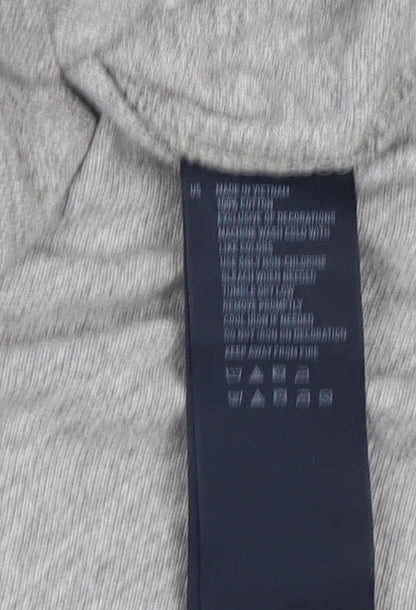 US MADE IN VIETNAM
100% COTTON
EXCLUSIVE OF DECORATIONS
MACHINE WASH COLD WITH
LIKE COLORS
USE ONLY NON-CHLORINE
BLEACH WHEN NEEDED
TUMBLE DRY LOW
REMOVE PROMPTLY
COOL IRON IF NEEDED
DO NOT IRON DECORATION
KEEP AWAY FROM FIRE